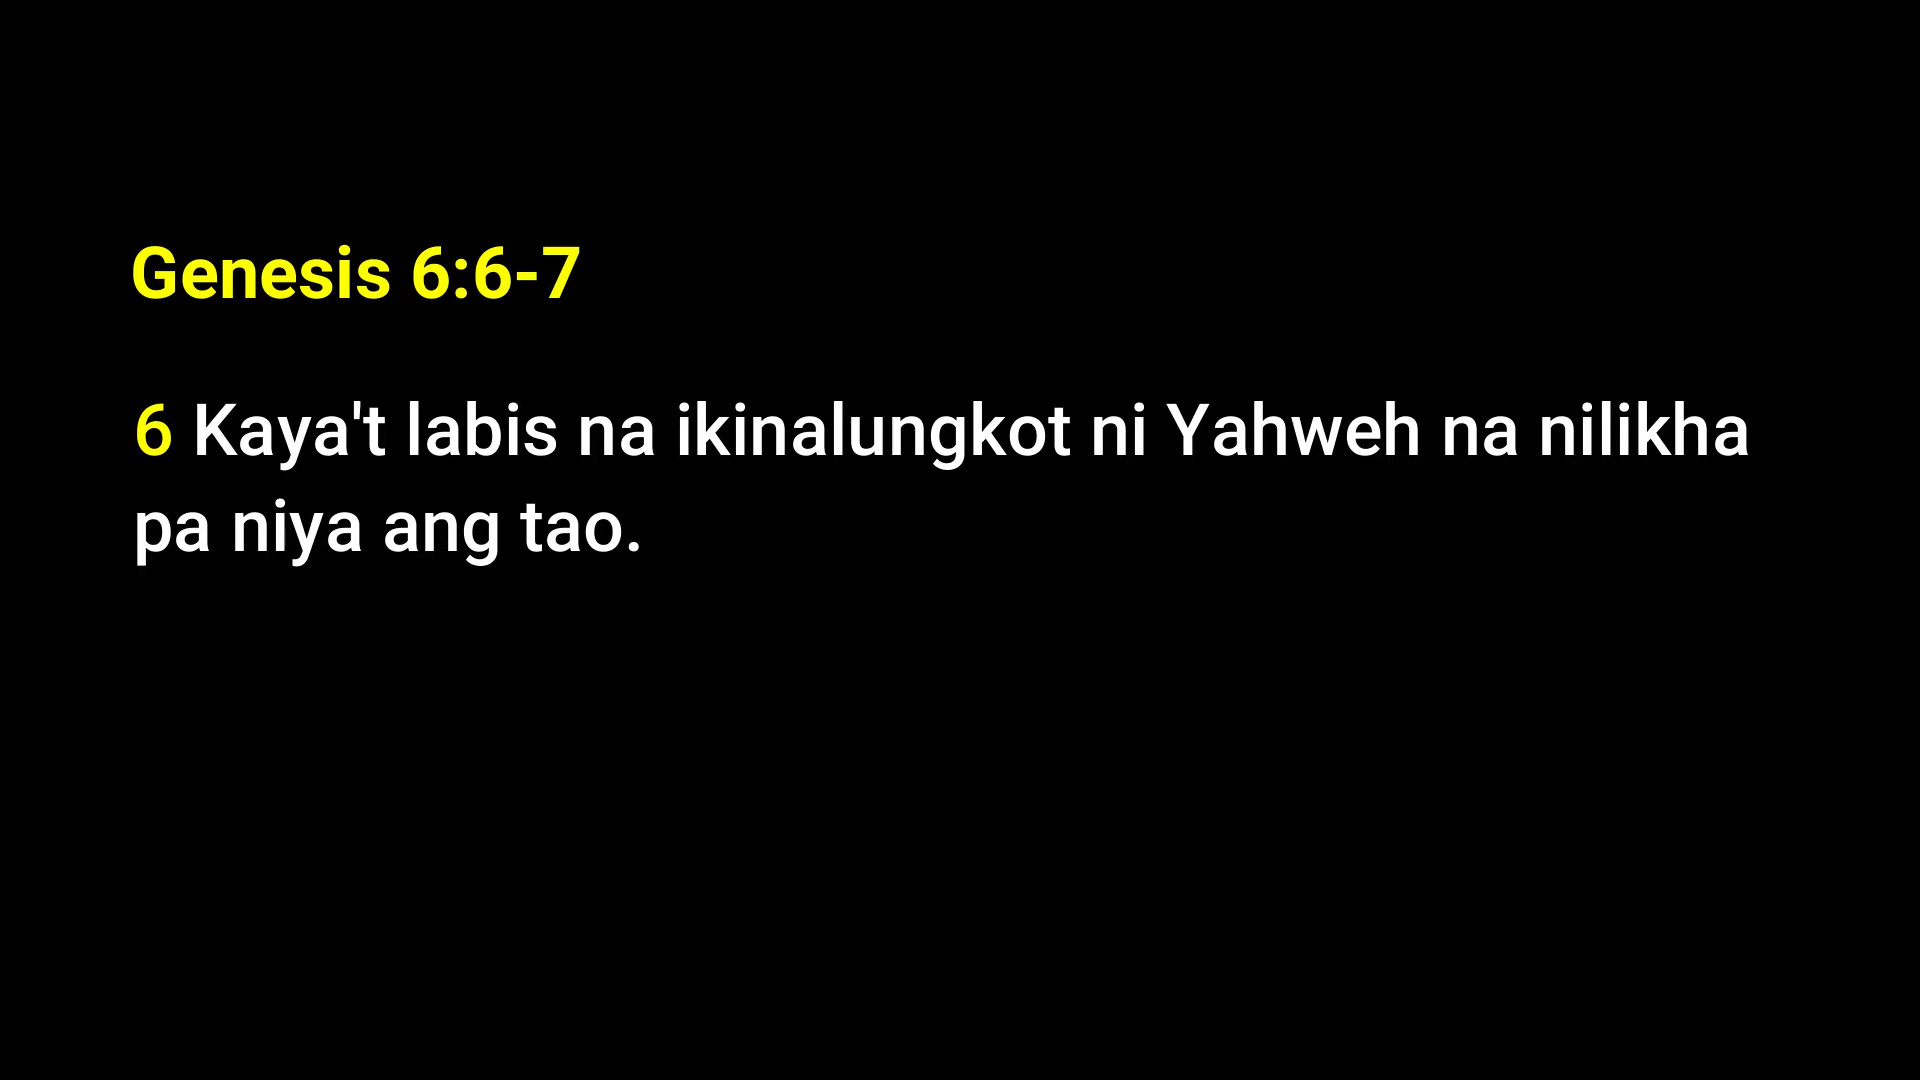 Genesis 6:6-7
6 Kaya't labis na ikinalungkot ni Yahweh na nilikha
pa niya ang tao.